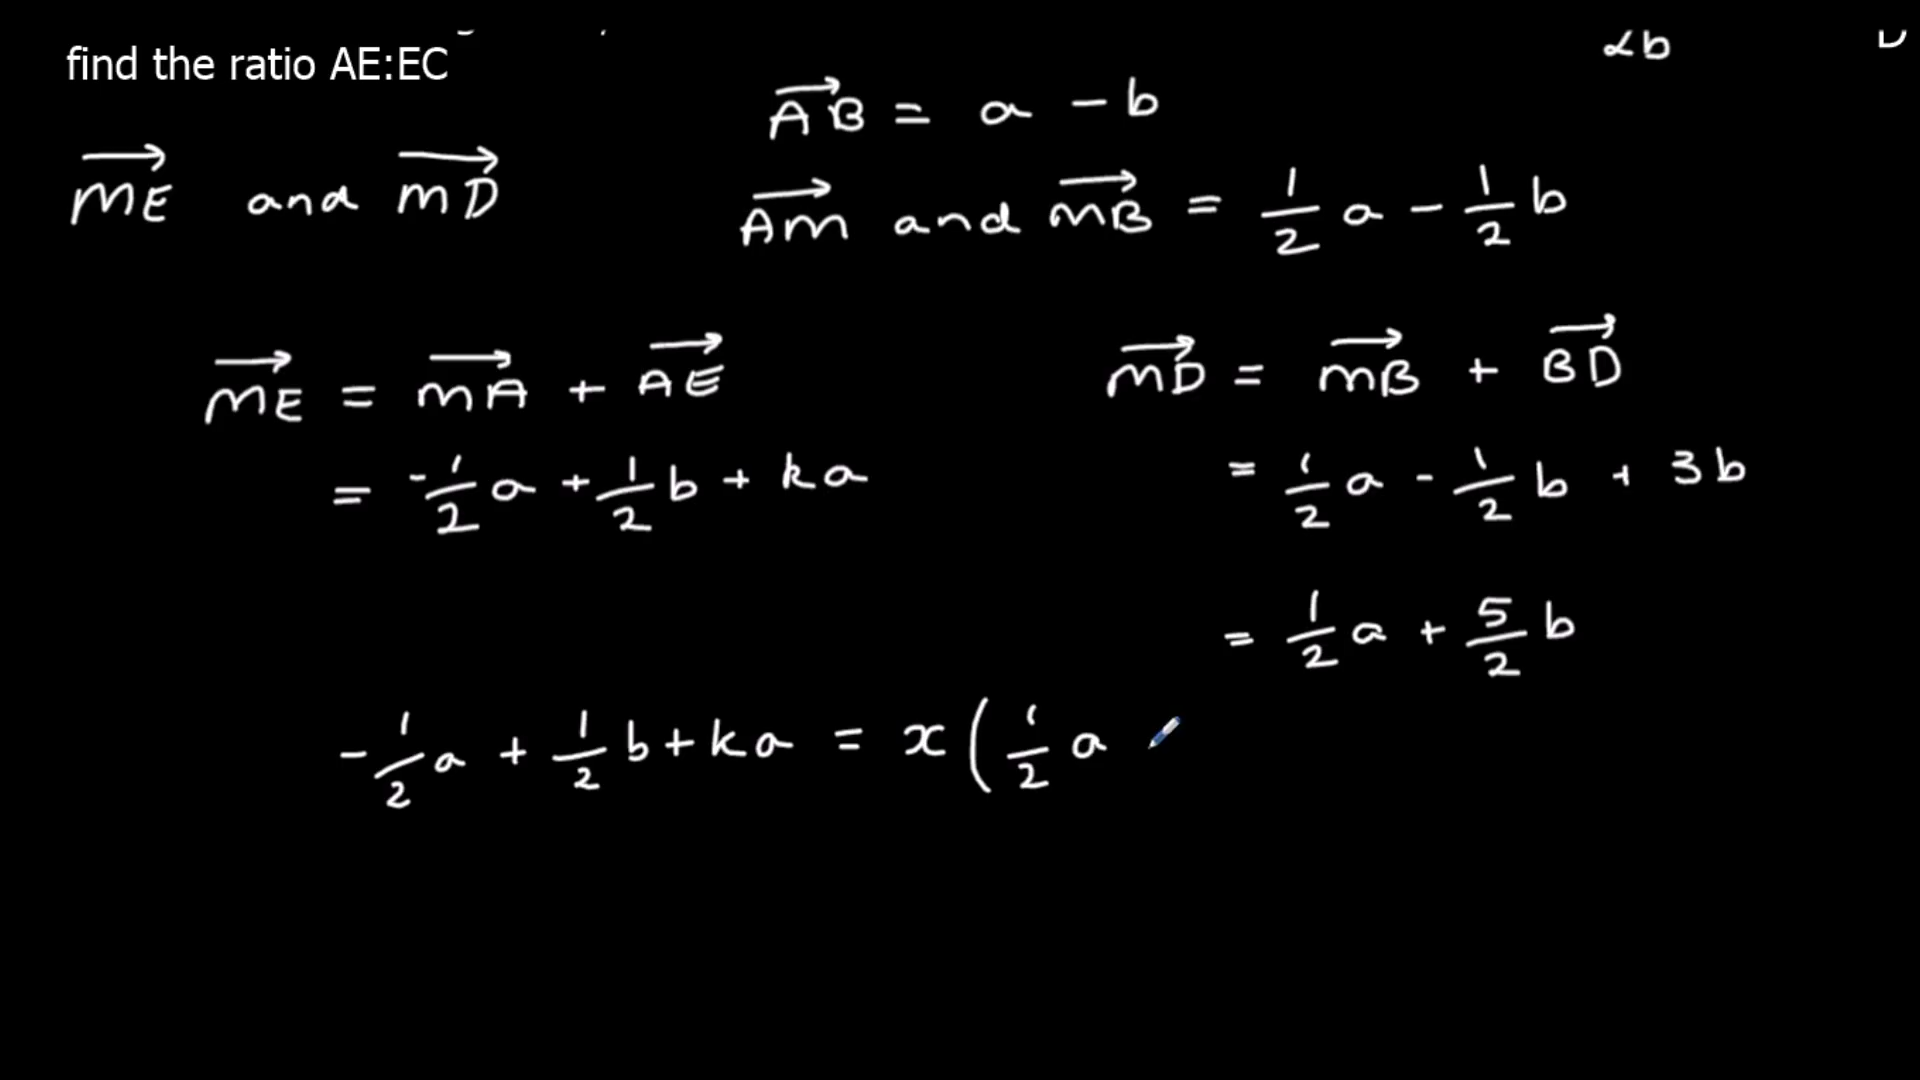 2b
find the ratio AE:EC
AB = a - b
ME and MD
AM and MB = 1/2 a - 1/2 b
ME = MA + AE
MD = MB + BD
= -1/2 a + 1/2 b + ka
= 1/2 a - 1/2 b + 3b
= 1/2 a + 5/2 b
-1/2 a + 1/2 b + ka = x ( 1/2 a